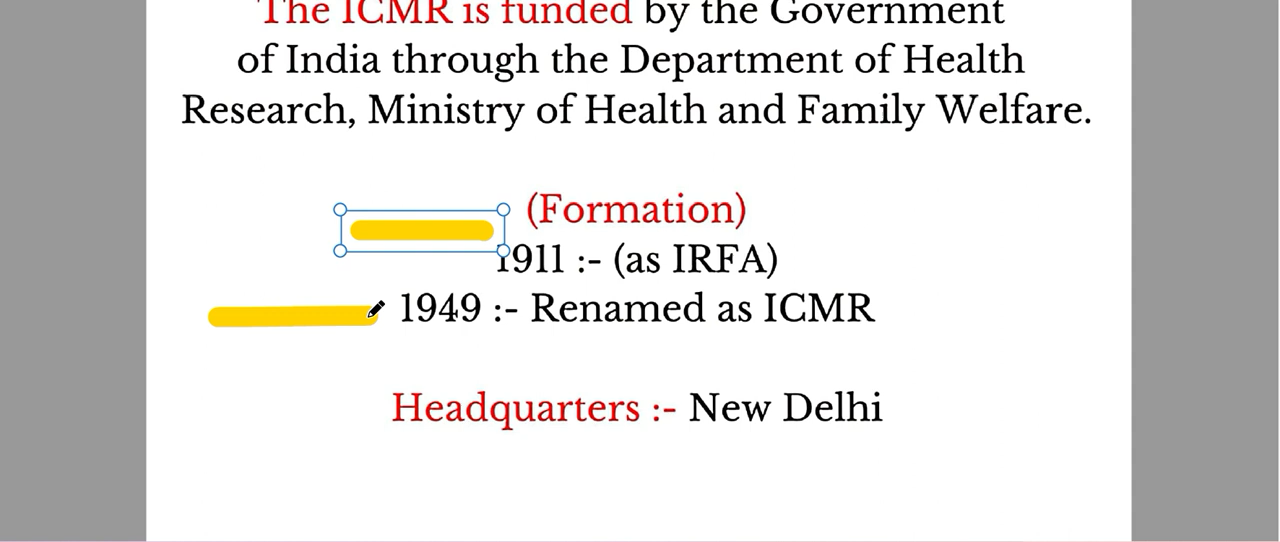 The ICMR is funded by the Government
of India through the Department of Health
Research, Ministry of Health and Family Welfare.
(Formation)
1911 :- (as IRFA)
1949 :- Renamed as ICMR
Headquarters :- New Delhi